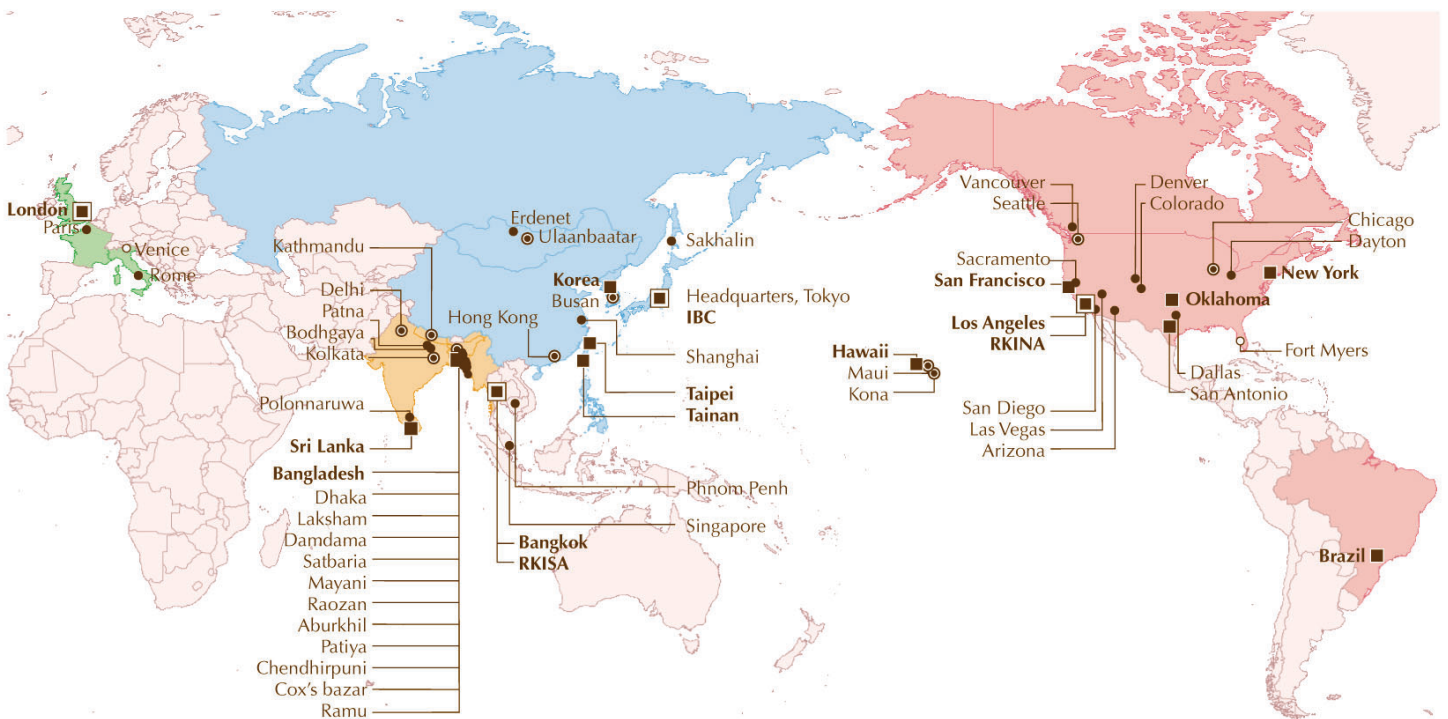 London
Paris
Venice
Rome
Kathmandu
Delhi
Patna
Bodhgaya
Kolkata
Polonnaruwa
Sri Lanka
Bangladesh
Dhaka
Laksham
Damdama
Satbaria
Mayani
Raozan
Aburkhil
Patiya
Chendhirpuni
Cox's bazar
Ramu
Erdenet
Ulaanbaatar
Sakhalin
Korea
Busan
Headquarters, Tokyo
IBC
Hong Kong
Shanghai
Taipei
Tainan
Phnom Penh
Singapore
Bangkok
RKISA
Hawaii
Maui
Kona
Vancouver
Seattle
Denver
Colorado
Chicago
Dayton
Sacramento
San Francisco
New York
Oklahoma
Los Angeles
RKINA
Fort Myers
Dallas
San Antonio
San Diego
Las Vegas
Arizona
Brazil